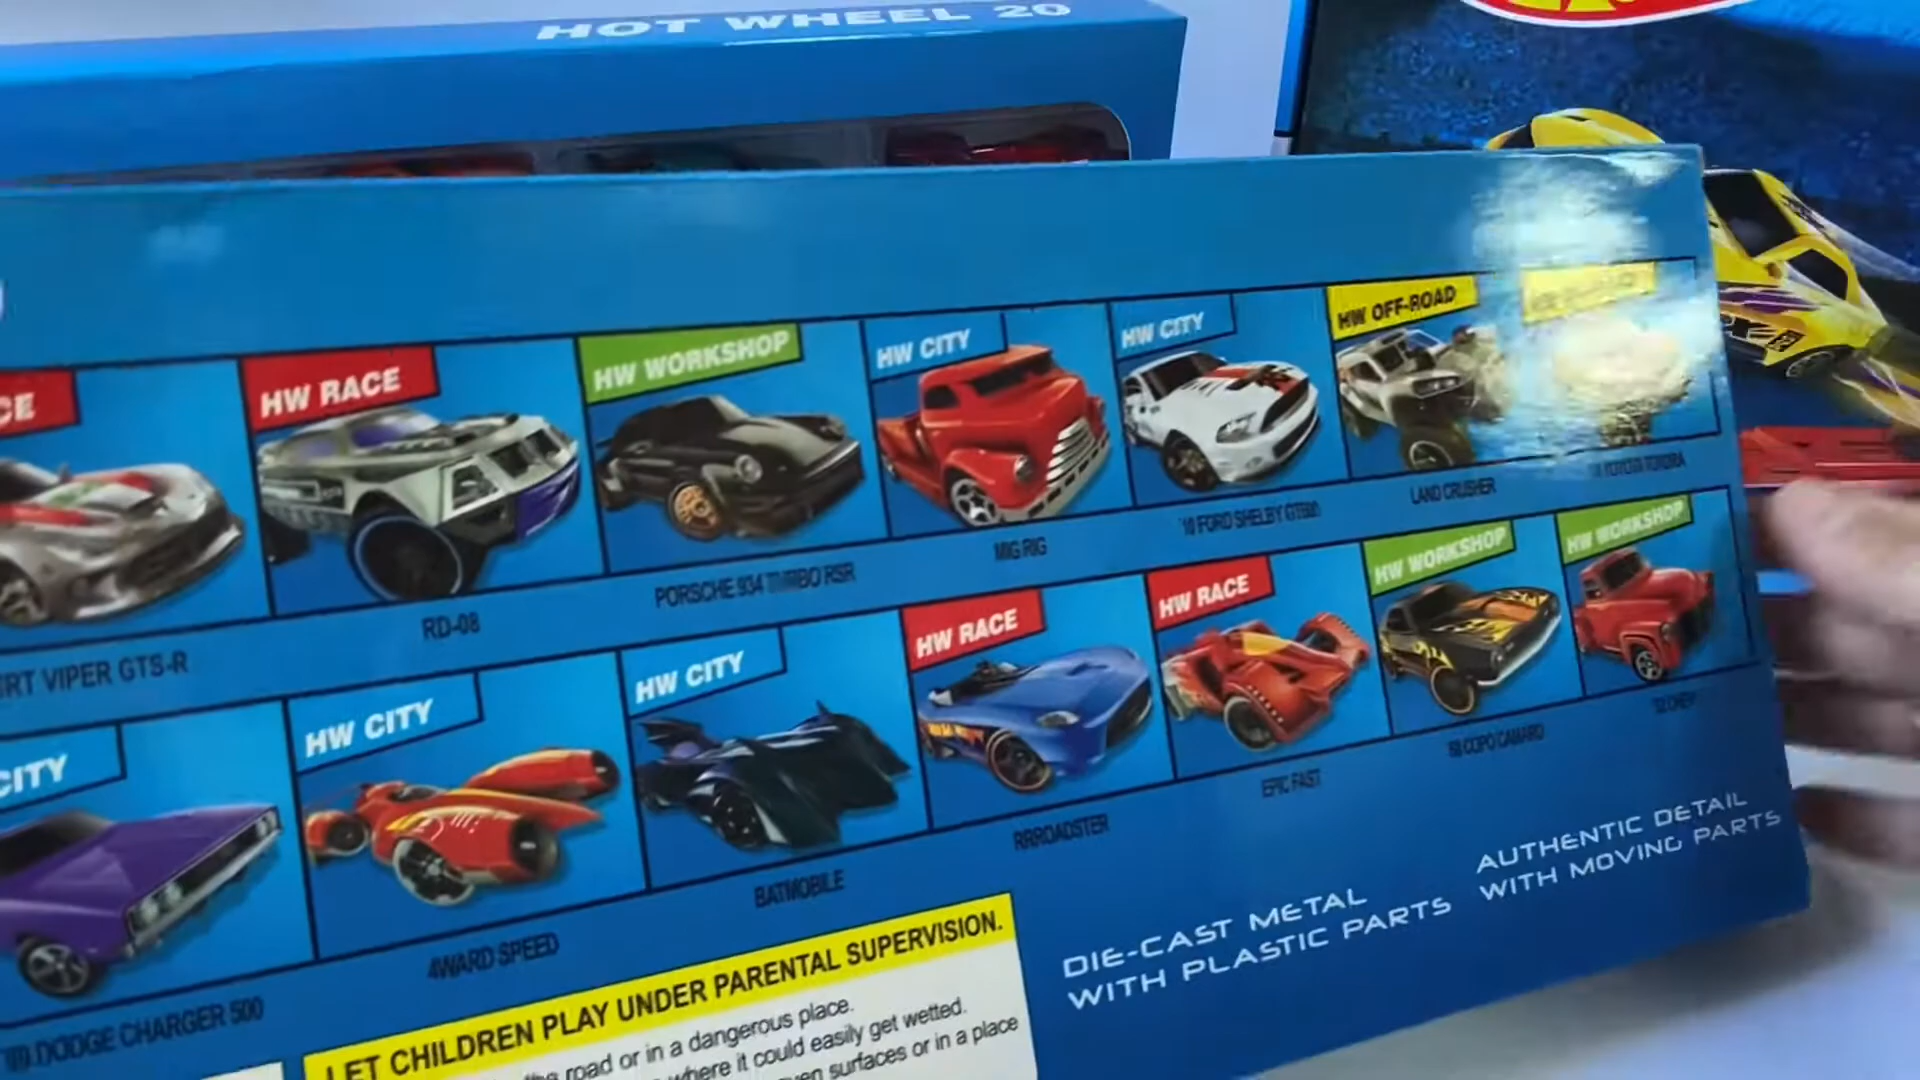 HOT WHEEL 20
CE
HW RACE
HW WORKSHOP
HW CITY
HW CITY
HW OFF-ROAD
SRT VIPER GTS-R
RD-08
PORSCHE 934 TURBO RSR
MIG RIG
'10 FORD SHELBY GT500
LAND CRUSHER
TOYOTA TUNDRA
CITY
HW CITY
HW CITY
HW RACE
HW RACE
HW WORKSHOP
HW WORKSHOP
DODGE CHARGER 500
4WARD SPEED
BATMOBILE
RRROADSTER
EPIC FAST
COPO CAMARO
'52 CHEVY
LET CHILDREN PLAY UNDER PARENTAL SUPERVISION.
road or in a dangerous place.
where it could easily get wetted.
surfaces or in a place
DIE-CAST METAL
WITH PLASTIC PARTS
AUTHENTIC DETAIL
WITH MOVING PARTS